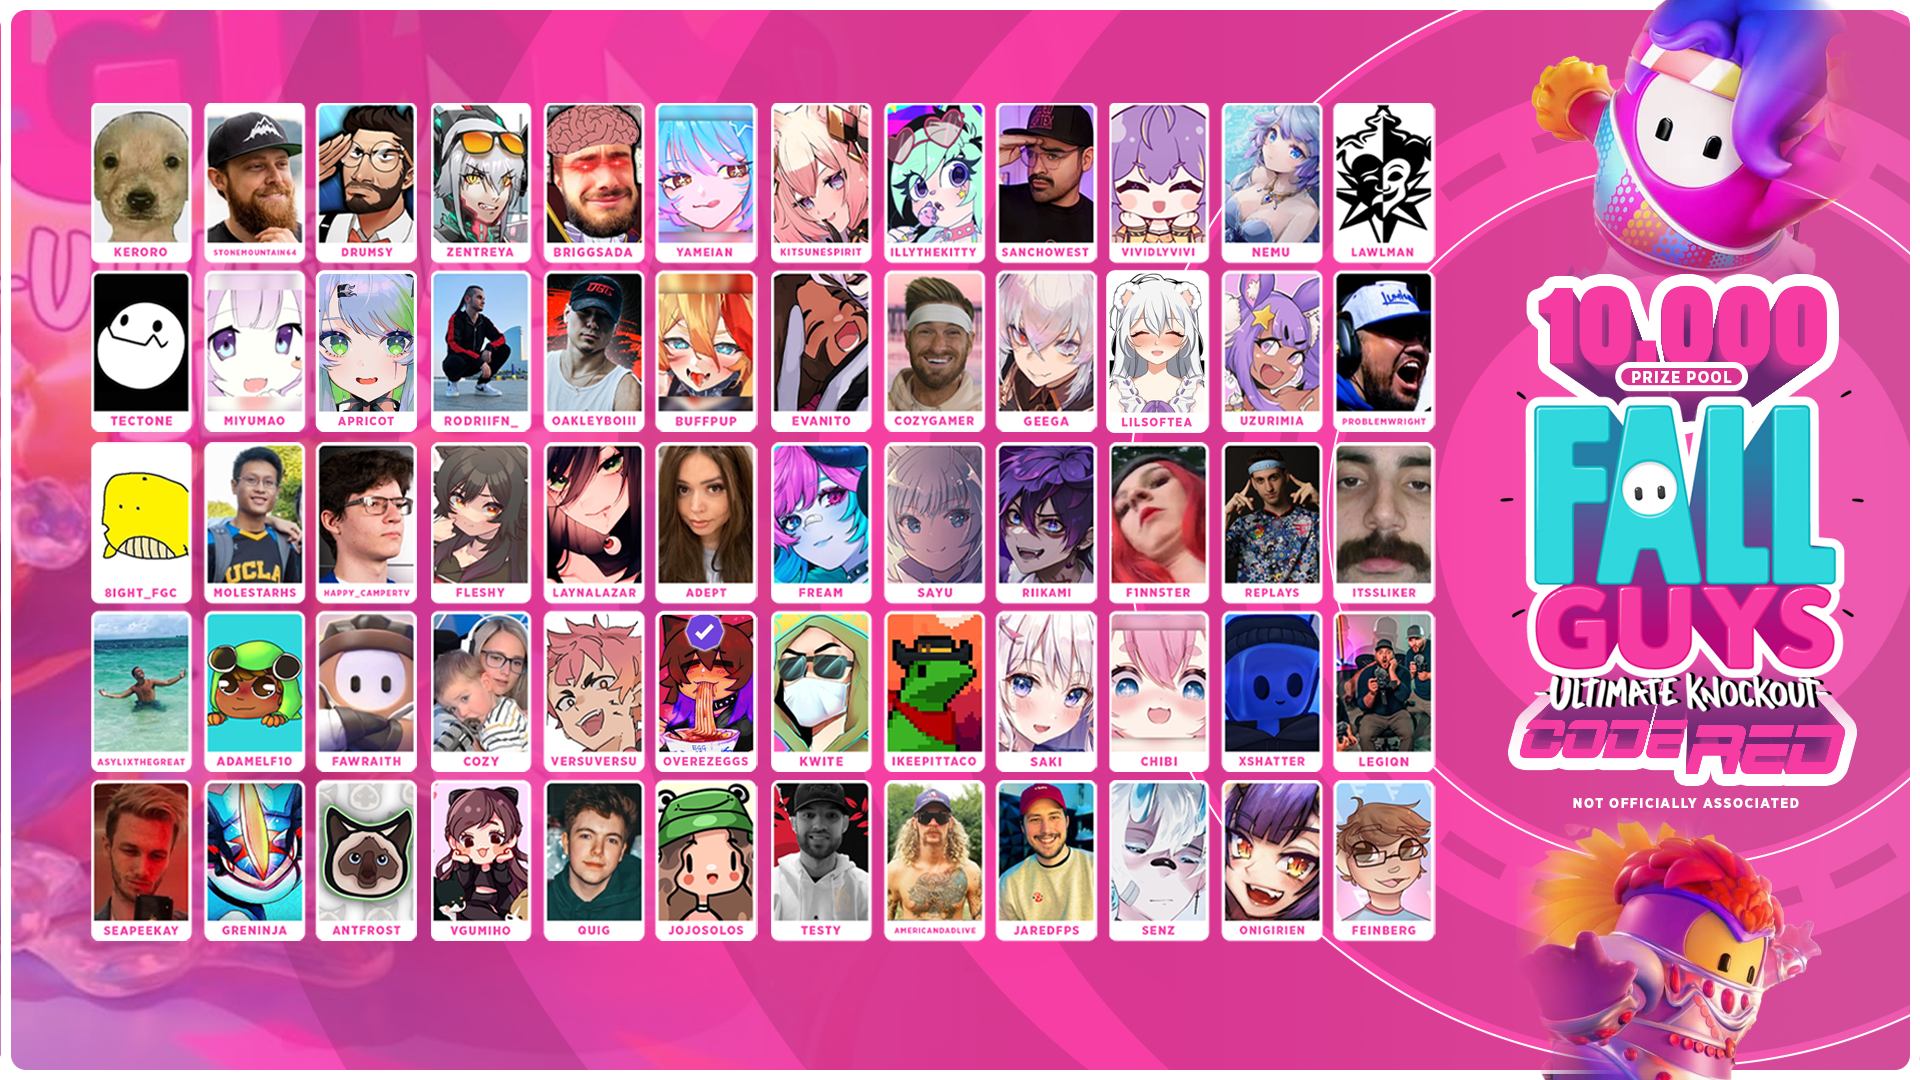 KERORO
STONEMOUNTAIN64
DRUMSY
ZENTREYA
BRIGGSADA
YAMEIAN
KITSUNESPIRIT
ILLYTHEKITTY
SANCHOWEST
VIVIDLYVIVI
NEMU
LAWLMAN
TECTONE
MIYUMAO
APRICOT
RODRIIFN_
OAKLEYBOIII
BUFFPUP
EVANIT0
COZYGAMER
GEEGA
LILSOFTEA
UZURIMIA
PROBLEMWRIGHT
8IGHT_FGC
UCLA
MOLESTARHS
HAPPY_CAMPERTV
FLESHY
LAYNALAZAR
ADEPT
FREAM
SAYU
RIIKAMI
F1NNSTER
REPLAYS
ITSSLIKER
ASYLIXTHEGREAT
ADAMELF10
FAWRAITH
COZY
VERSUVERSU
EGG
OVEREZEGGS
KWITE
IKEEPITTACO
SAKI
CHIBI
XSHATTER
LEGIQN
SEAPEEKAY
GRENINJA
ANTFROST
VGUMIHO
QUIG
JOJOSOLOS
TESTY
AMERICANDADLIVE
JAREDFPS
SENZ
ONIGIRIEN
FEINBERG
10.000
PRIZE POOL
FALL
GUYS
-ULTIMATE KNOCKOUT-
CODE RED
NOT OFFICIALLY ASSOCIATED